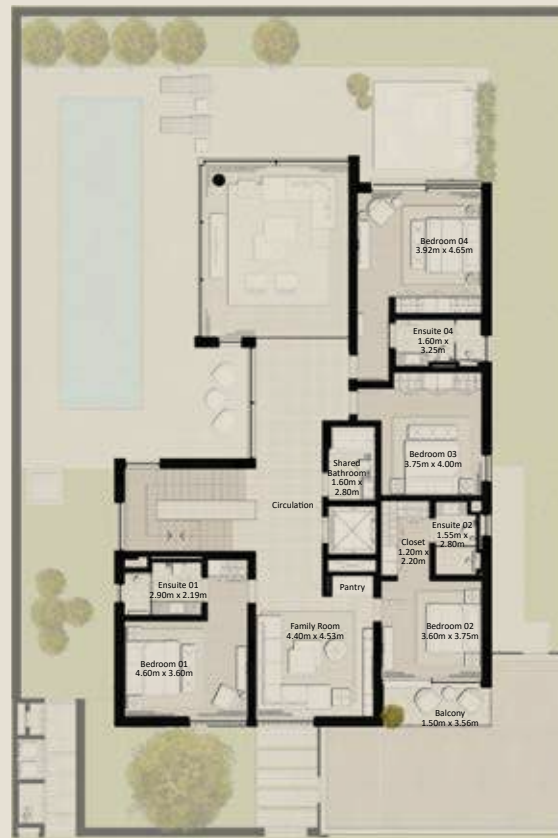 Bedroom 04
3.92m x 4.65m
Ensuite 04
1.60m x
3.25m
Bedroom 03
3.75m x 4.00m
Shared
Bathroom
1.60m x
2.80m
Circulation
Ensuite 02
1.55m x
2.80m
Closet
1.20m x
2.20m
Ensuite 01
2.90m x 2.19m
Pantry
Family Room
4.40m x 4.53m
Bedroom 02
3.60m x 3.75m
Bedroom 01
4.60m x 3.60m
Balcony
1.50m x 3.56m